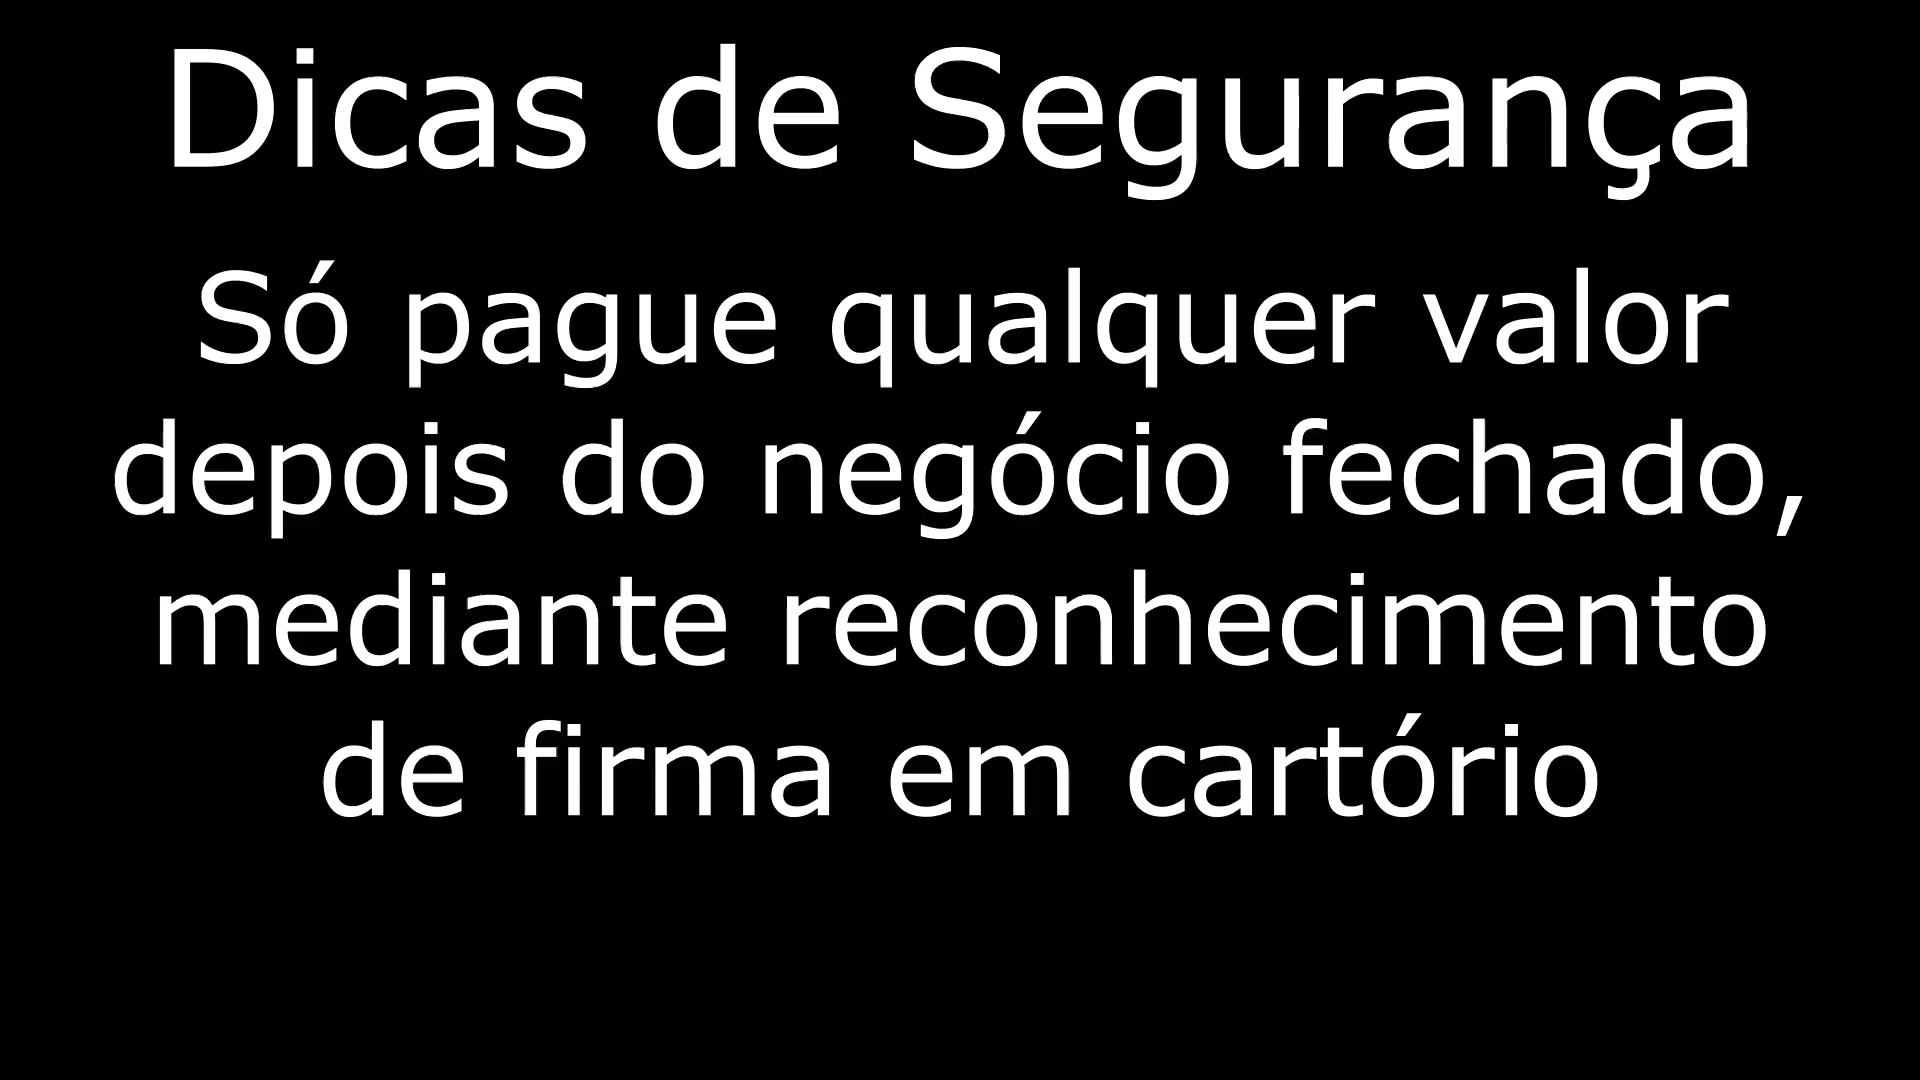 Dicas de Segurança
Só pague qualquer valor
depois do negócio fechado,
mediante reconhecimento
de firma em cartório